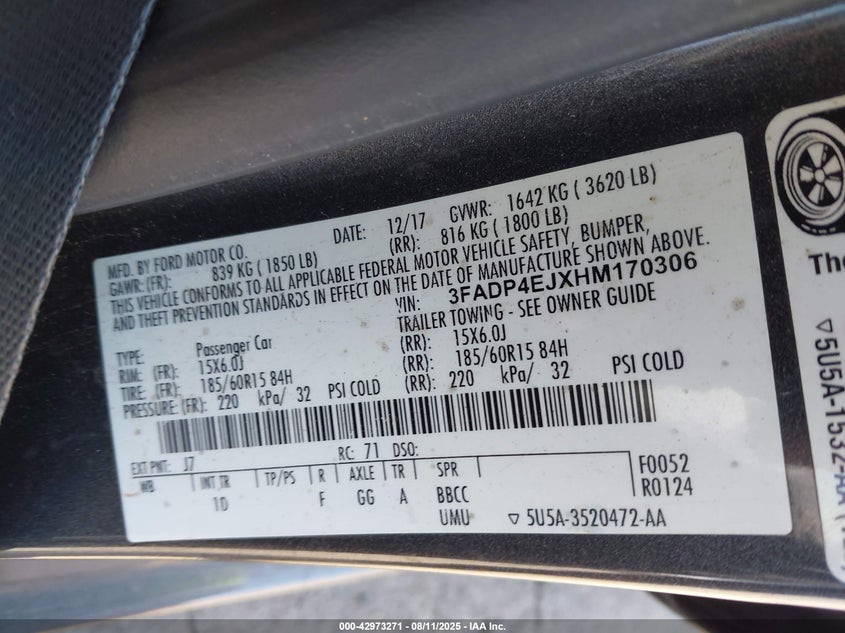 MFD. BY FORD MOTOR CO.
DATE: 12/17
GVWR: 1642 KG ( 3620 LB)
GAWR: (FR): 839 KG ( 1850 LB)
(RR): 816 KG ( 1800 LB)
THIS VEHICLE CONFORMS TO ALL APPLICABLE FEDERAL MOTOR VEHICLE SAFETY, BUMPER,
AND THEFT PREVENTION STANDARDS IN EFFECT ON THE DATE OF MANUFACTURE SHOWN ABOVE.
VIN: 3FADP4EJXHM170306
TYPE: Passenger Car
TRAILER TOWING - SEE OWNER GUIDE
RIM: (FR): 15X6.0J
(RR): 15X6.0J
TIRE: (FR): 185/60R15 84H
(RR): 185/60R15 84H
PRESSURE: (FR): 220 kPa/ 32 PSI COLD
(RR): 220 kPa/ 32 PSI COLD
EXT PNT: J7 RC: 71 DSO:
WB INT TR TP/PS R AXLE TR SPR
1D F GG A BBCC
UMU
F0052
R0124
▽ 5U5A-3520472-AA
The
▽5U5A-1532-AA
000-42973271 - 08/11/2025 - IAA Inc.